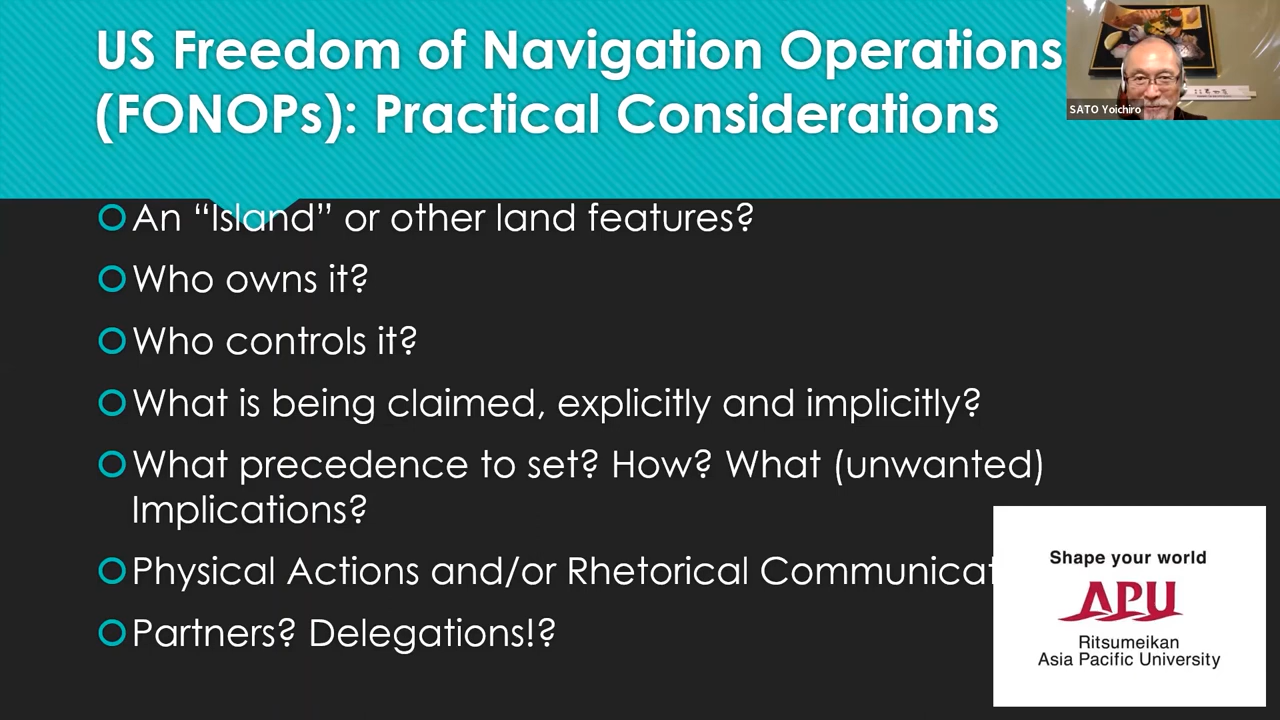 US Freedom of Navigation Operations
(FONOPs): Practical Considerations
SATO Yoichiro
An “Island” or other land features?
Who owns it?
Who controls it?
What is being claimed, explicitly and implicitly?
What precedence to set? How? What (unwanted)
Implications?
Physical Actions and/or Rhetorical
Partners? Delegations!?
Shape your world
APU
Ritsumeikan
Asia Pacific University